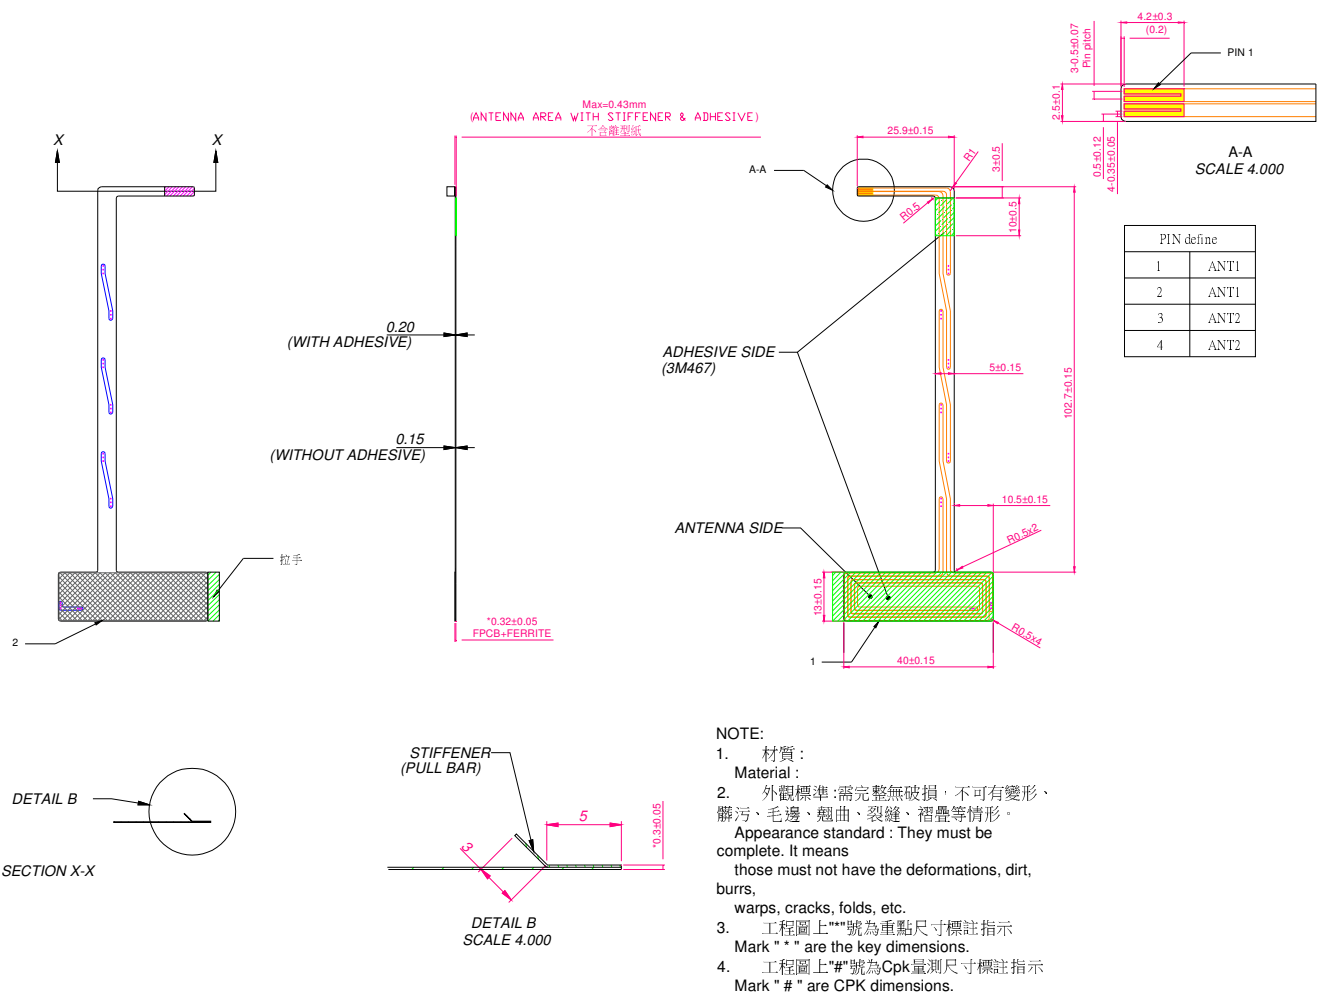 Max=0.43mm
(ANTENNA AREA WITH STIFFENER & ADHESIVE)
不含離型紙
X
X
0.20
(WITH ADHESIVE)
0.15
(WITHOUT ADHESIVE)
拉手
2
*0.32±0.05
FPCB+FERRITE
25.9±0.15
A-A
R1
3±0.5
R0.5
10±0.5
ADHESIVE SIDE
(3M467)
5±0.15
102.7±0.15
10.5±0.15
ANTENNA SIDE
R0.5x2
13±0.15
R0.5x4
1
40±0.15
4.2±0.3
(0.2)
3-0.5±0.07
Pin pitch
PIN 1
2.5±0.1
0.5±0.12
4-0.35±0.05
A-A
SCALE 4.000
PIN define
1 ANT1
2 ANT1
3 ANT2
4 ANT2
DETAIL B
SECTION X-X
STIFFENER
(PULL BAR)
5
3
*0.3±0.05
DETAIL B
SCALE 4.000
NOTE:
1. 材質 :
Material :
2. 外觀標準 :需完整無破損，不可有變形、
髒污、毛邊、翹曲、裂縫、褶疊等情形。
Appearance standard : They must be
complete. It means
those must not have the deformations, dirt,
burrs,
warps, cracks, folds, etc.
3. 工程圖上"*"號為重點尺寸標註指示
Mark " * " are the key dimensions.
4. 工程圖上"#"號為Cpk量測尺寸標註指示
Mark " # " are CPK dimensions.